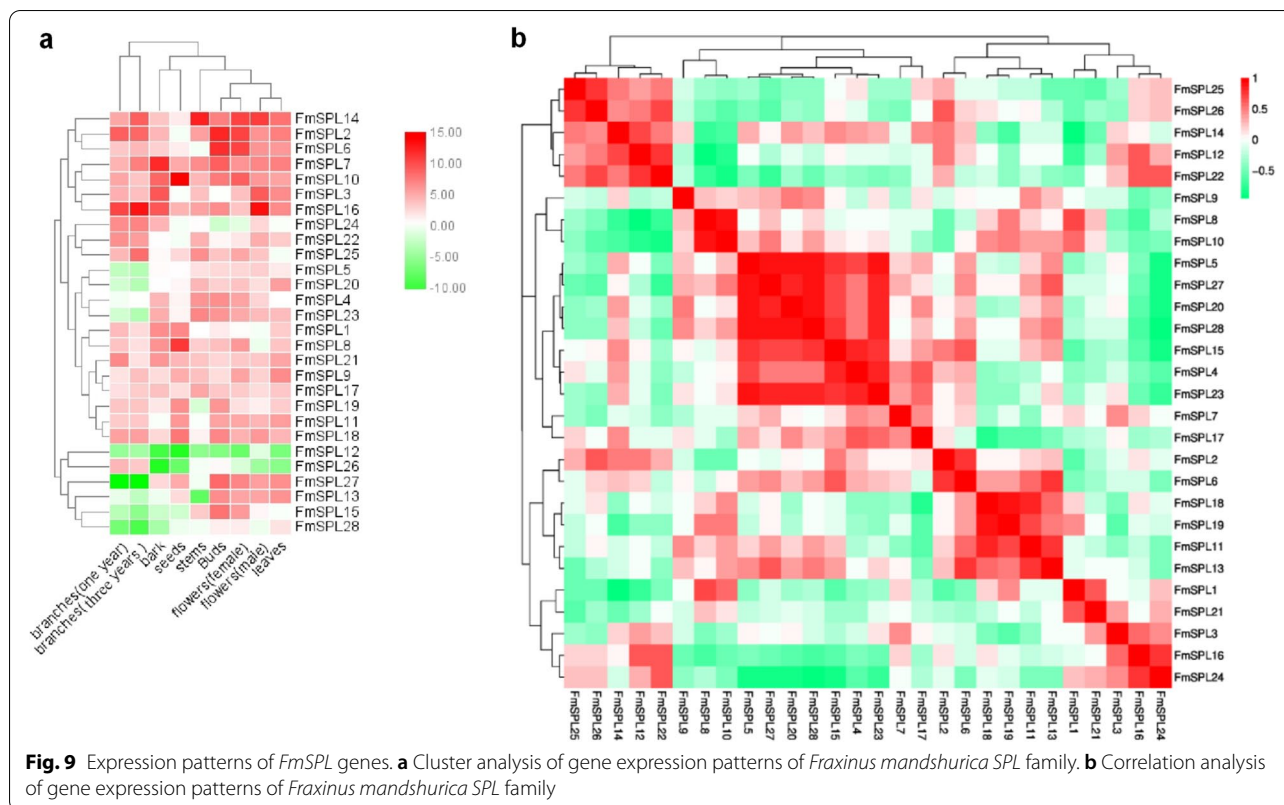 a
FmSPL14
FmSPL2
FmSPL6
FmSPL7
FmSPL10
FmSPL3
FmSPL16
FmSPL24
FmSPL22
FmSPL25
FmSPL5
FmSPL20
FmSPL4
FmSPL23
FmSPL1
FmSPL8
FmSPL21
FmSPL9
FmSPL17
FmSPL19
FmSPL11
FmSPL18
FmSPL12
FmSPL26
FmSPL27
FmSPL13
FmSPL15
FmSPL28
branches(one year)
branches(three years)
bark
seeds
stems
Buds
flowers(female)
flowers(male)
leaves
15.00
10.00
5.00
0.00
-5.00
-10.00
b
1
0.5
0
-0.5
FmSPL25
FmSPL26
FmSPL14
FmSPL12
FmSPL22
FmSPL9
FmSPL8
FmSPL10
FmSPL5
FmSPL27
FmSPL20
FmSPL28
FmSPL15
FmSPL4
FmSPL23
FmSPL7
FmSPL17
FmSPL2
FmSPL6
FmSPL18
FmSPL19
FmSPL11
FmSPL13
FmSPL1
FmSPL21
FmSPL3
FmSPL16
FmSPL24
FmSPL25
FmSPL26
FmSPL14
FmSPL12
FmSPL22
FmSPL9
FmSPL8
FmSPL10
FmSPL5
FmSPL27
FmSPL20
FmSPL28
FmSPL15
FmSPL4
FmSPL23
FmSPL7
FmSPL17
FmSPL2
FmSPL6
FmSPL18
FmSPL19
FmSPL11
FmSPL13
FmSPL1
FmSPL21
FmSPL3
FmSPL16
FmSPL24
Fig. 9 Expression patterns of FmSPL genes. a Cluster analysis of gene expression patterns of Fraxinus mandshurica SPL family. b Correlation analysis
of gene expression patterns of Fraxinus mandshurica SPL family